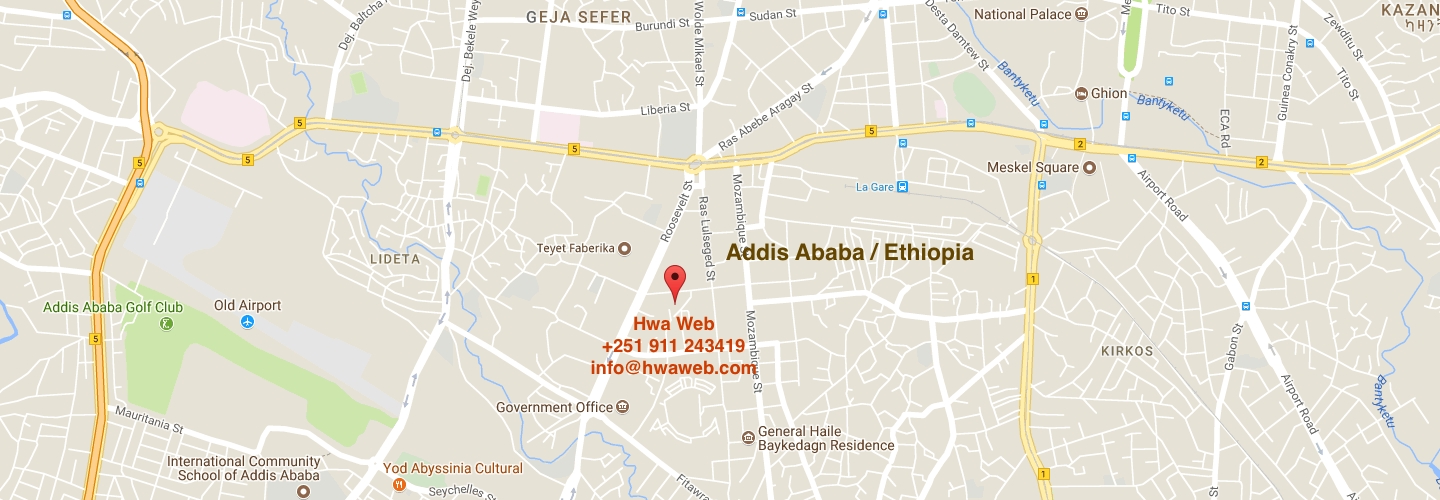 GEJA SEFER
Burundi St
Wolde Mikael St
Sudan St
Desta Damtew St
National Palace
Tito St
KAZAN
Zewditu St
Tito St
Guinea Conakry St
Dej. Baltcha
Dej. Bekele Wey
Liberia St
Ras Abebe Aragay St
Bantyketu
Ghion
Bantyketu
ECA Rd
5
5
5
5
5
2
2
Meskel Square
La Gare
Airport Road
Roosevelt St
Ras Lulseged St
Mozambique St
Teyet Faberika
Addis Ababa / Ethiopia
LIDETA
1
Addis Ababa Golf Club
Old Airport
5
Hwa Web
+251 911 243419
info@hwaweb.com
Mozambique St
KIRKOS
Gabon St
Airport Road
Bantyketu
Government Office
Mauritania St
General Haile
Baykedagn Residence
International Community
School of Addis Ababa
Yod Abyssinia Cultural
Seychelles St
Fitawra
1